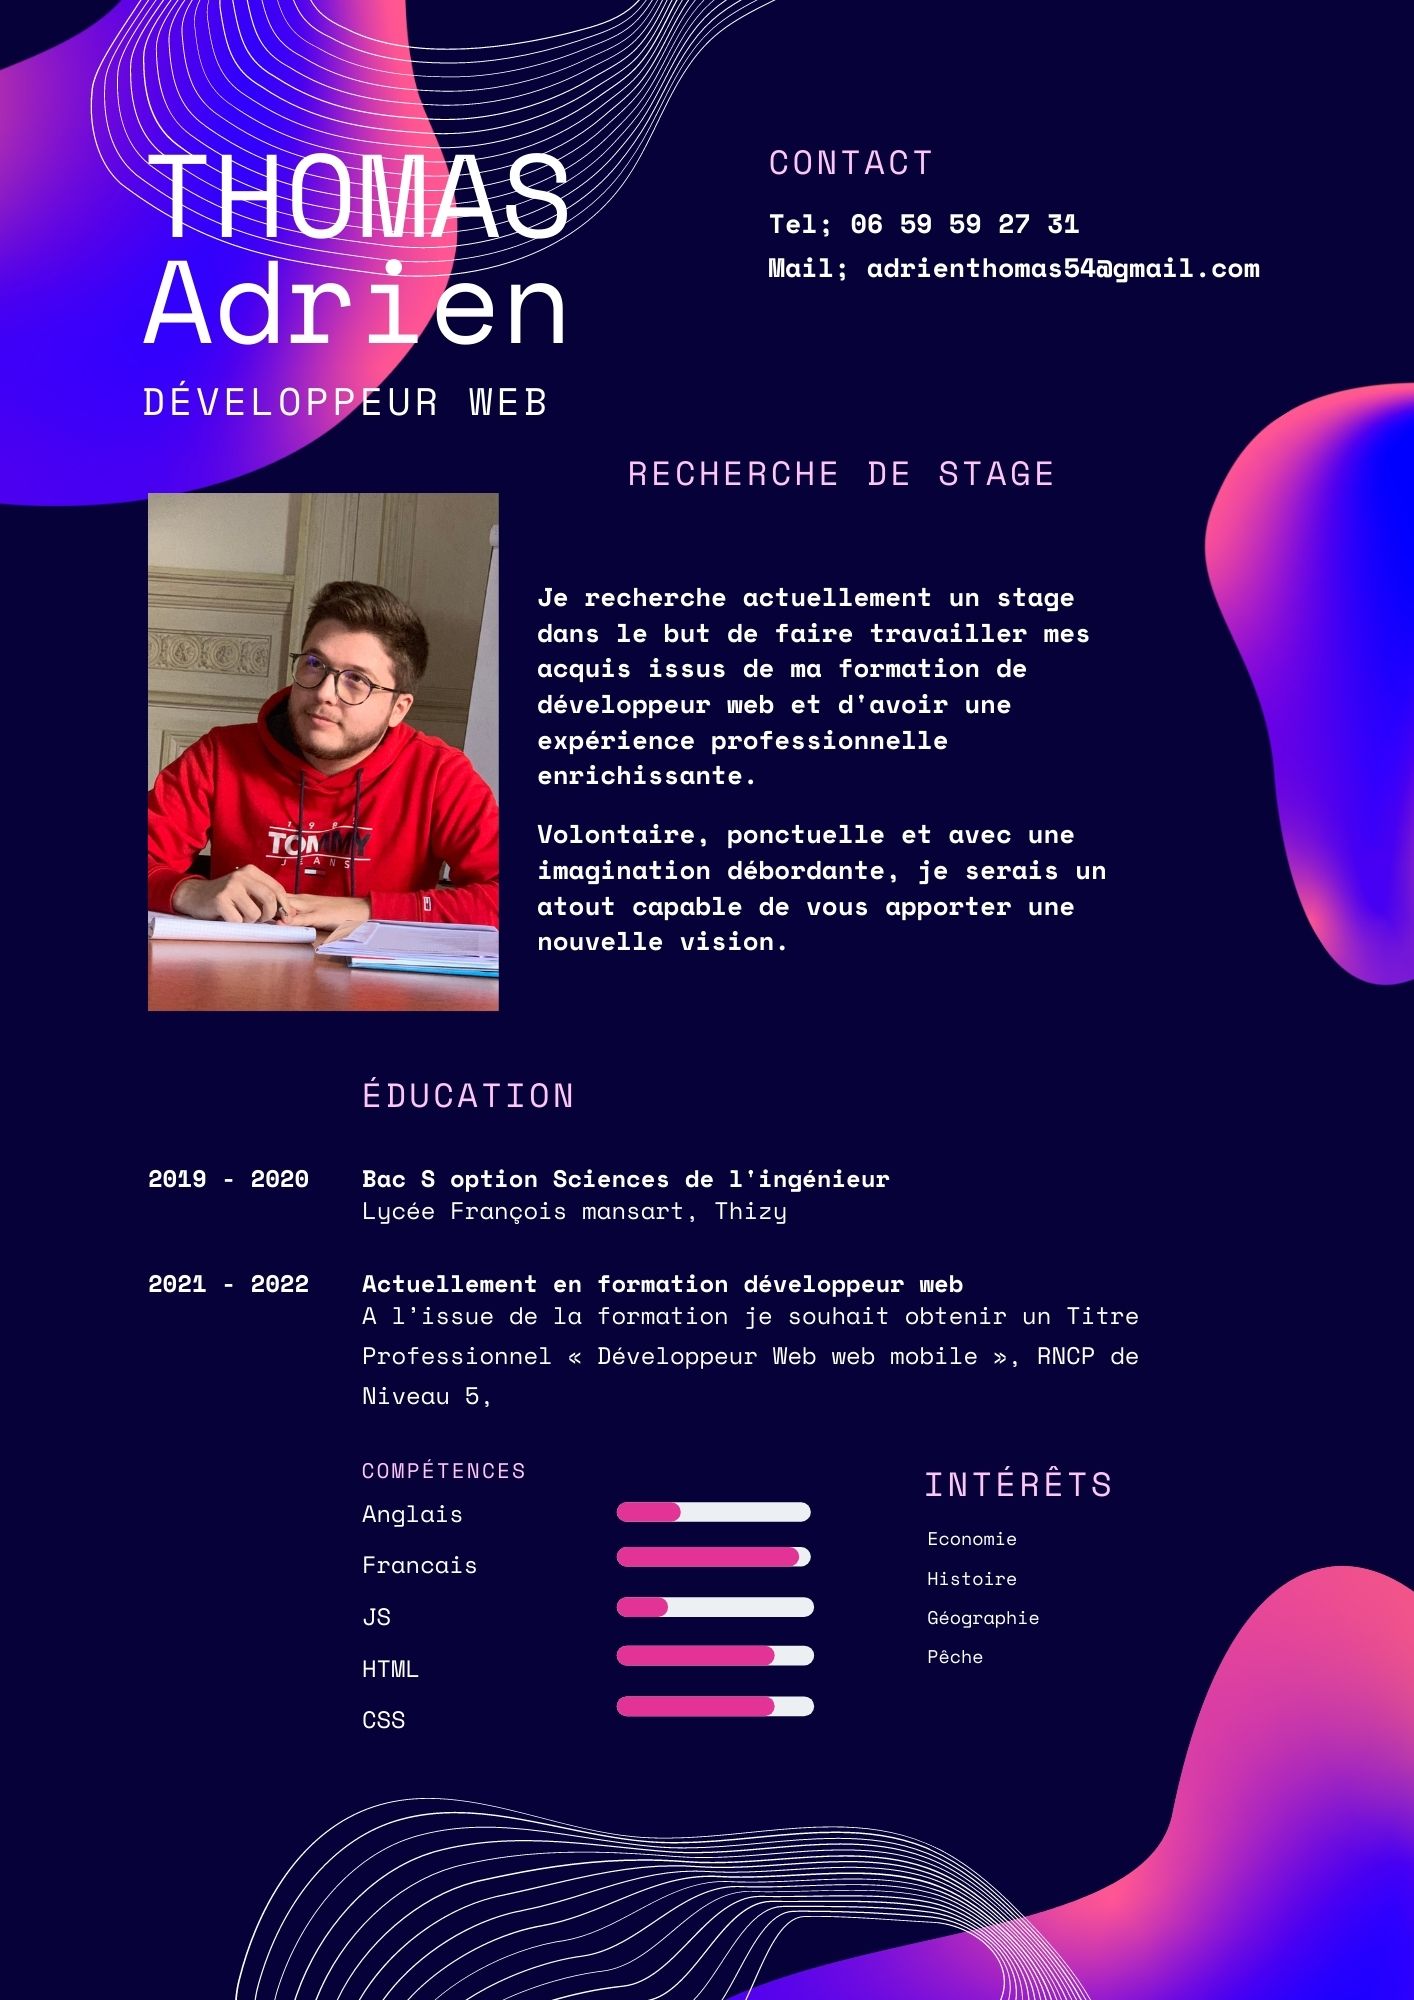 THOMAS
Adrien
DÉVELOPPEUR WEB
CONTACT
Tel; 06 59 59 27 31
Mail; adrienthomas54@gmail.com
RECHERCHE DE STAGE
Je recherche actuellement un stage
dans le but de faire travailler mes
acquis issus de ma formation de
développeur web et d'avoir une
expérience professionnelle
enrichissante.
Volontaire, ponctuelle et avec une
imagination débordante, je serais un
atout capable de vous apporter une
nouvelle vision.
1985
TOMMY
JEANS
ÉDUCATION
2019 - 2020 Bac S option Sciences de l'ingénieur
Lycée François mansart, Thizy
2021 - 2022 Actuellement en formation développeur web
A l’issue de la formation je souhait obtenir un Titre
Professionnel « Développeur Web web mobile », RNCP de
Niveau 5,
COMPÉTENCES
Anglais
Francais
JS
HTML
CSS
INTÉRÊTS
Economie
Histoire
Géographie
Pêche